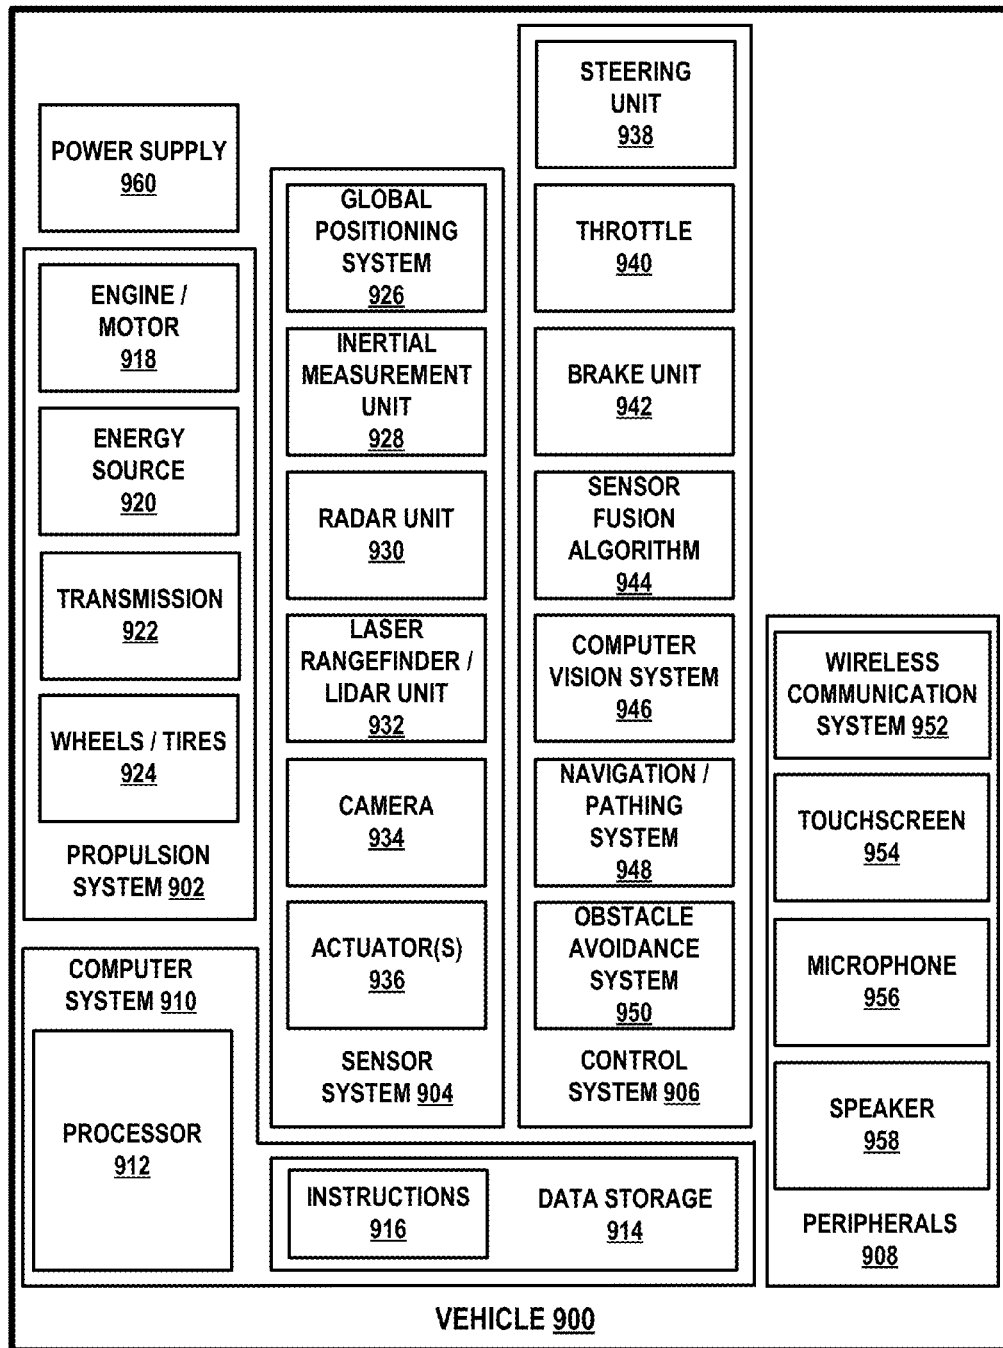 POWER SUPPLY
960
ENGINE /
MOTOR
918
ENERGY
SOURCE
920
TRANSMISSION
922
WHEELS / TIRES
924
PROPULSION
SYSTEM 902
COMPUTER
SYSTEM 910
PROCESSOR
912
GLOBAL
POSITIONING
SYSTEM
926
INERTIAL
MEASUREMENT
UNIT
928
RADAR UNIT
930
LASER
RANGEFINDER /
LIDAR UNIT
932
CAMERA
934
ACTUATOR(S)
936
SENSOR
SYSTEM 904
INSTRUCTIONS
916
DATA STORAGE
914
STEERING
UNIT
938
THROTTLE
940
BRAKE UNIT
942
SENSOR
FUSION
ALGORITHM
944
COMPUTER
VISION SYSTEM
946
NAVIGATION /
PATHING
SYSTEM
948
OBSTACLE
AVOIDANCE
SYSTEM
950
CONTROL
SYSTEM 906
WIRELESS
COMMUNICATION
SYSTEM 952
TOUCHSCREEN
954
MICROPHONE
956
SPEAKER
958
PERIPHERALS
908
VEHICLE 900